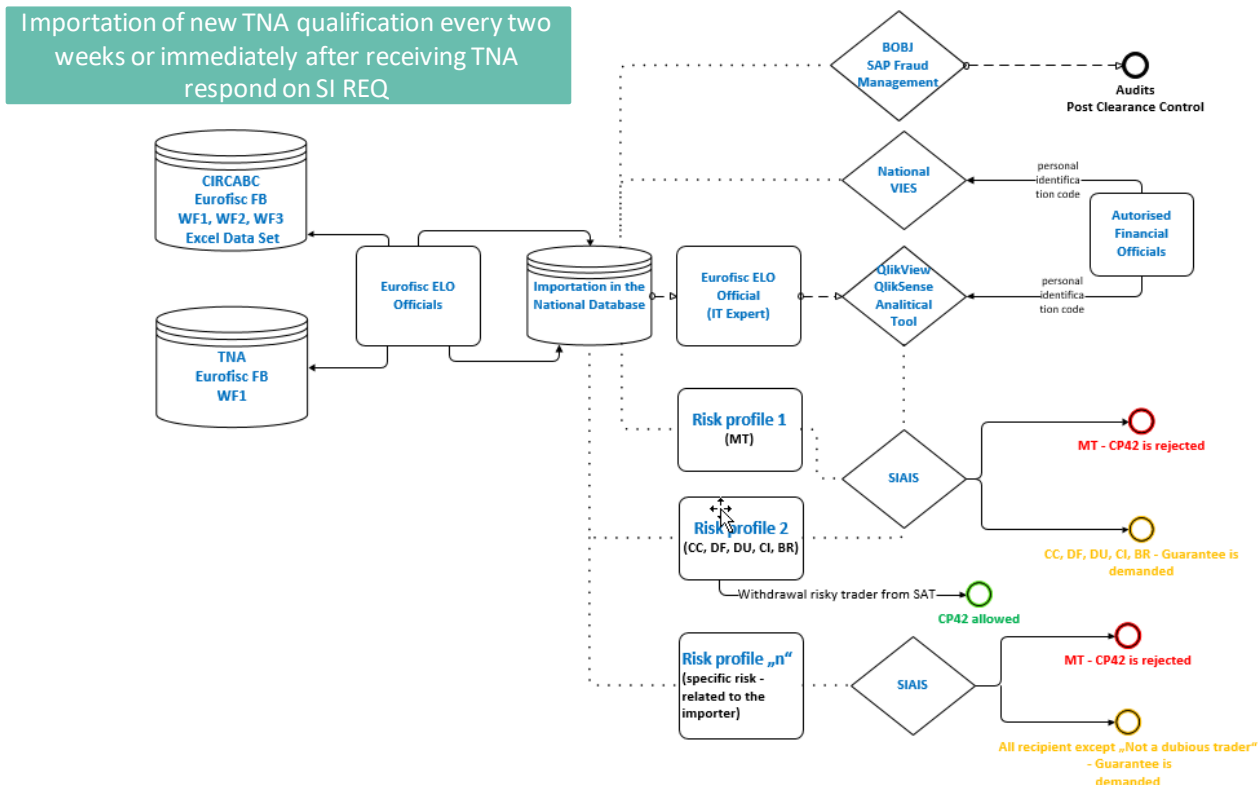 Importation of new TNA qualification every two
weeks or immediately after receiving TNA
respond on SI REQ
BOBJ
SAP Fraud
Management
Audits
Post Clearance Control
CIRCABC
Eurofisc FB
WF1, WF2, WF3
Excel Data Set
National
VIES
personal
identifica
tion code
Autorised
Financial
Officials
Eurofisc ELO
Officials
Importation in the
National Database
Eurofisc ELO
Official
(IT Expert)
QlikView
QlikSense
Analitical
Tool
personal
identifica
tion code
TNA
Eurofisc FB
WF1
Risk profile 1
(MT)
SIAIS
MT - CP42 is rejected
Risk profile 2
(CC, DF, DU, CI, BR)
CC, DF, DU, CI, BR - Guarantee is
demanded
Withdrawal risky trader from SAT
CP42 allowed
Risk profile „n“
(specific risk -
related to the
importer)
SIAIS
MT - CP42 is rejected
All recipient except „Not a dubious trader“
- Guarantee is
demanded